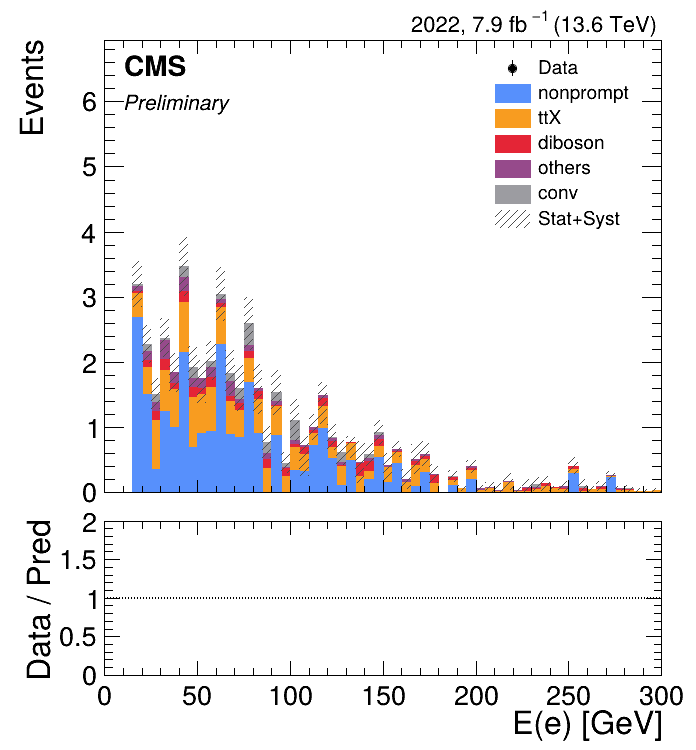 2022, 7.9 fb⁻¹ (13.6 TeV)
Events
CMS
Preliminary
Data
nonprompt
ttX
diboson
others
conv
Stat+Syst
6
5
4
3
2
1
0
Data / Pred
2
1.5
1
0.5
0
0 50 100 150 200 250 300
E(e) [GeV]